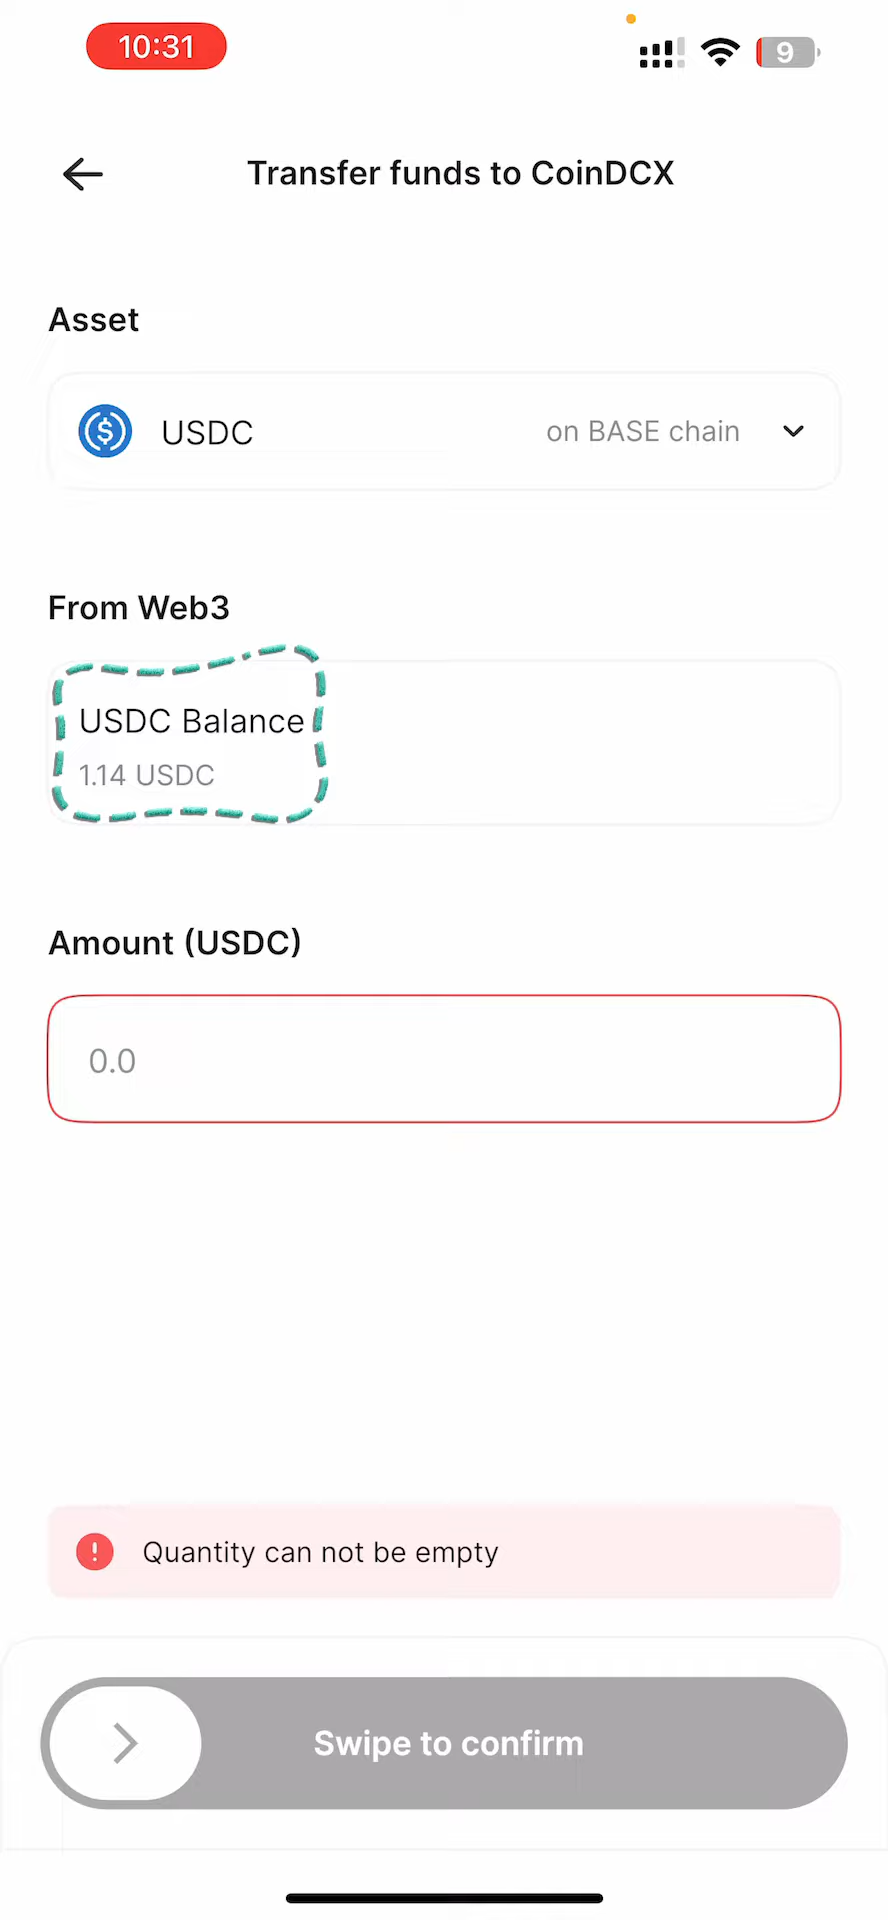 10:31
9
Transfer funds to CoinDCX
Asset
USDC on BASE chain
From Web3
USDC Balance
1.14 USDC
Amount (USDC)
0.0
Quantity can not be empty
Swipe to confirm